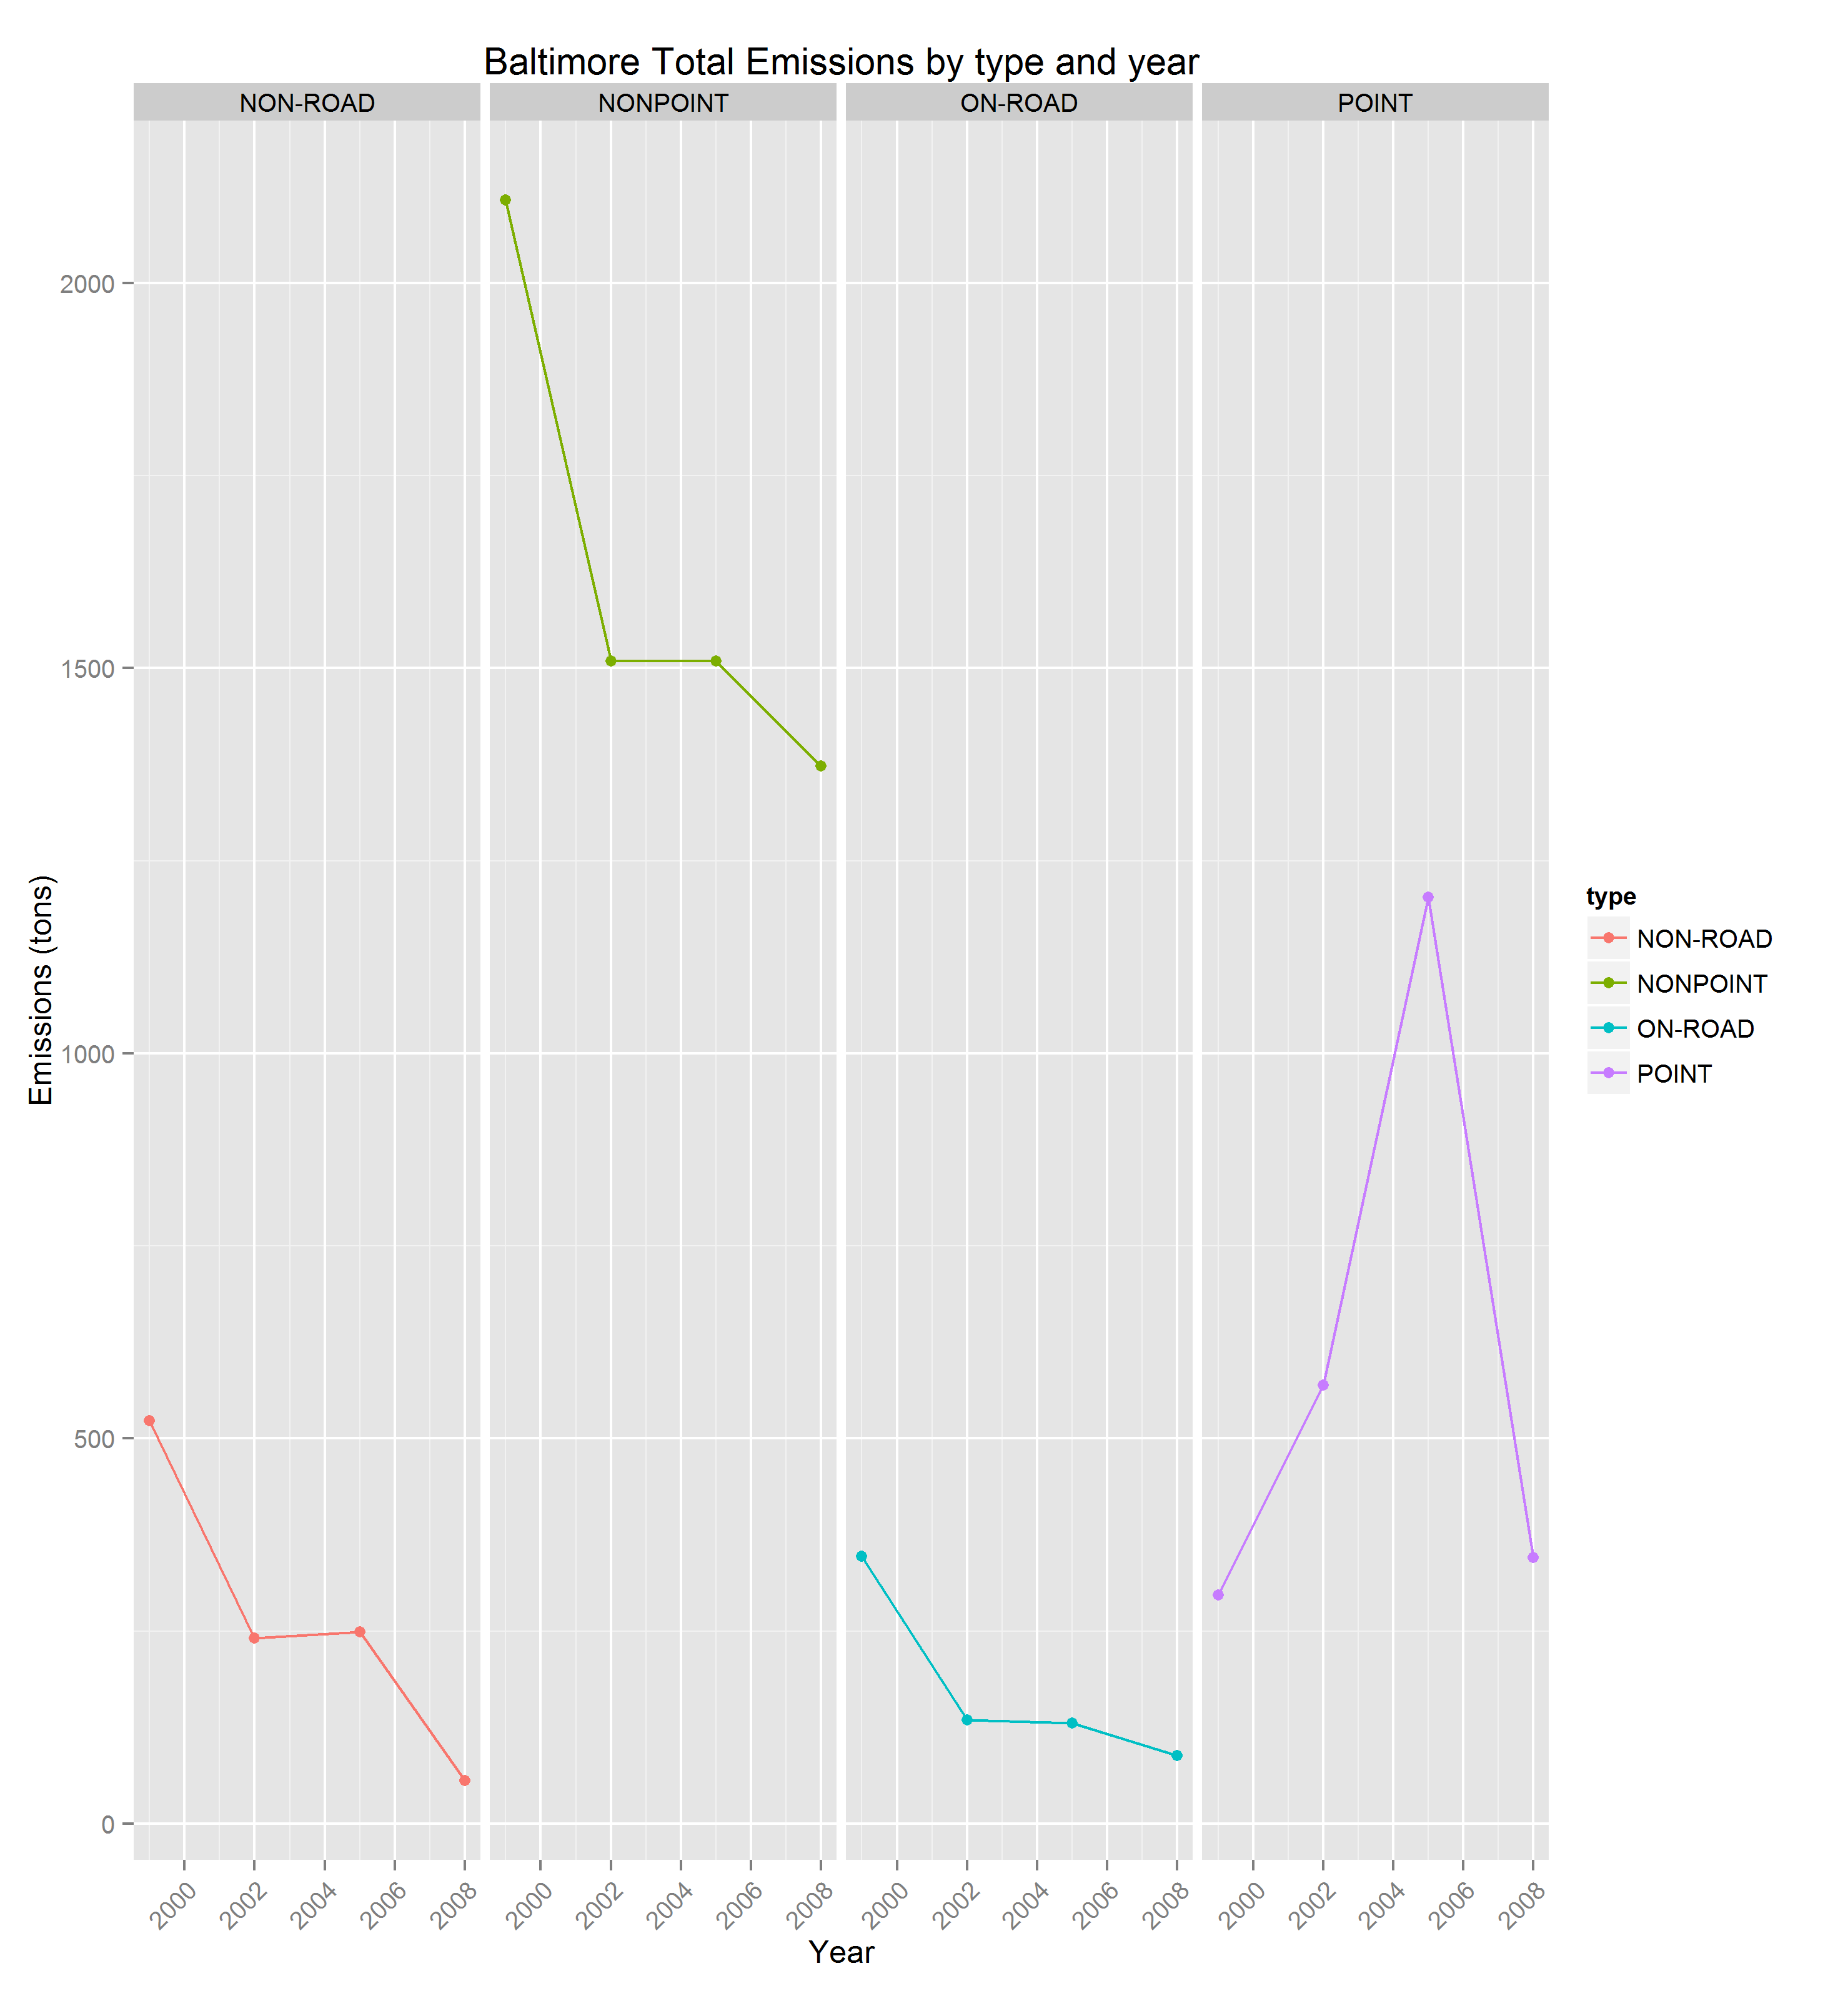 Baltimore Total Emissions by type and year
NON-ROAD
NONPOINT
ON-ROAD
POINT
2000
1500
1000
500
0
Emissions (tons)
2000 2002 2004 2006 2008
2000 2002 2004 2006 2008
2000 2002 2004 2006 2008
2000 2002 2004 2006 2008
Year
type
NON-ROAD
NONPOINT
ON-ROAD
POINT